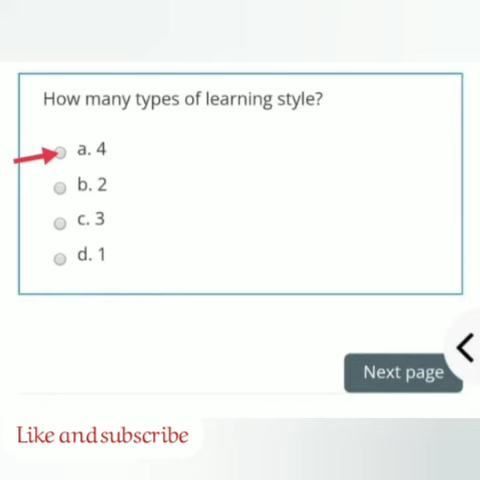 How many types of learning style?
a. 4
b. 2
c. 3
d. 1
Next page
Like and subscribe